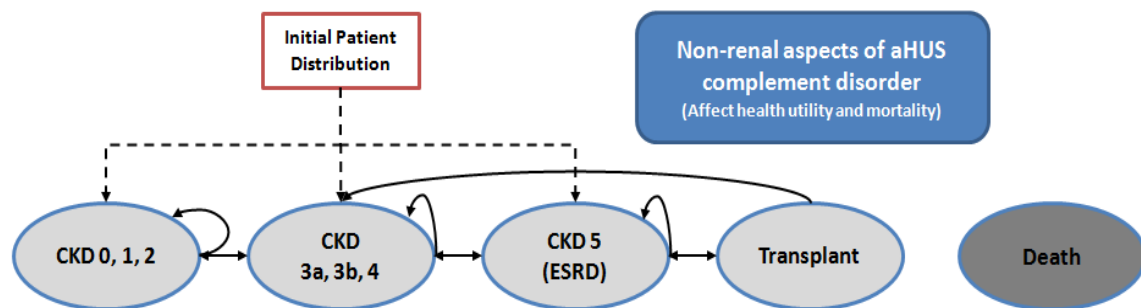 Initial Patient
Distribution
Non-renal aspects of aHUS
complement disorder
(Affect health utility and mortality)
CKD 0, 1, 2
CKD
3a, 3b, 4
CKD 5
(ESRD)
Transplant
Death